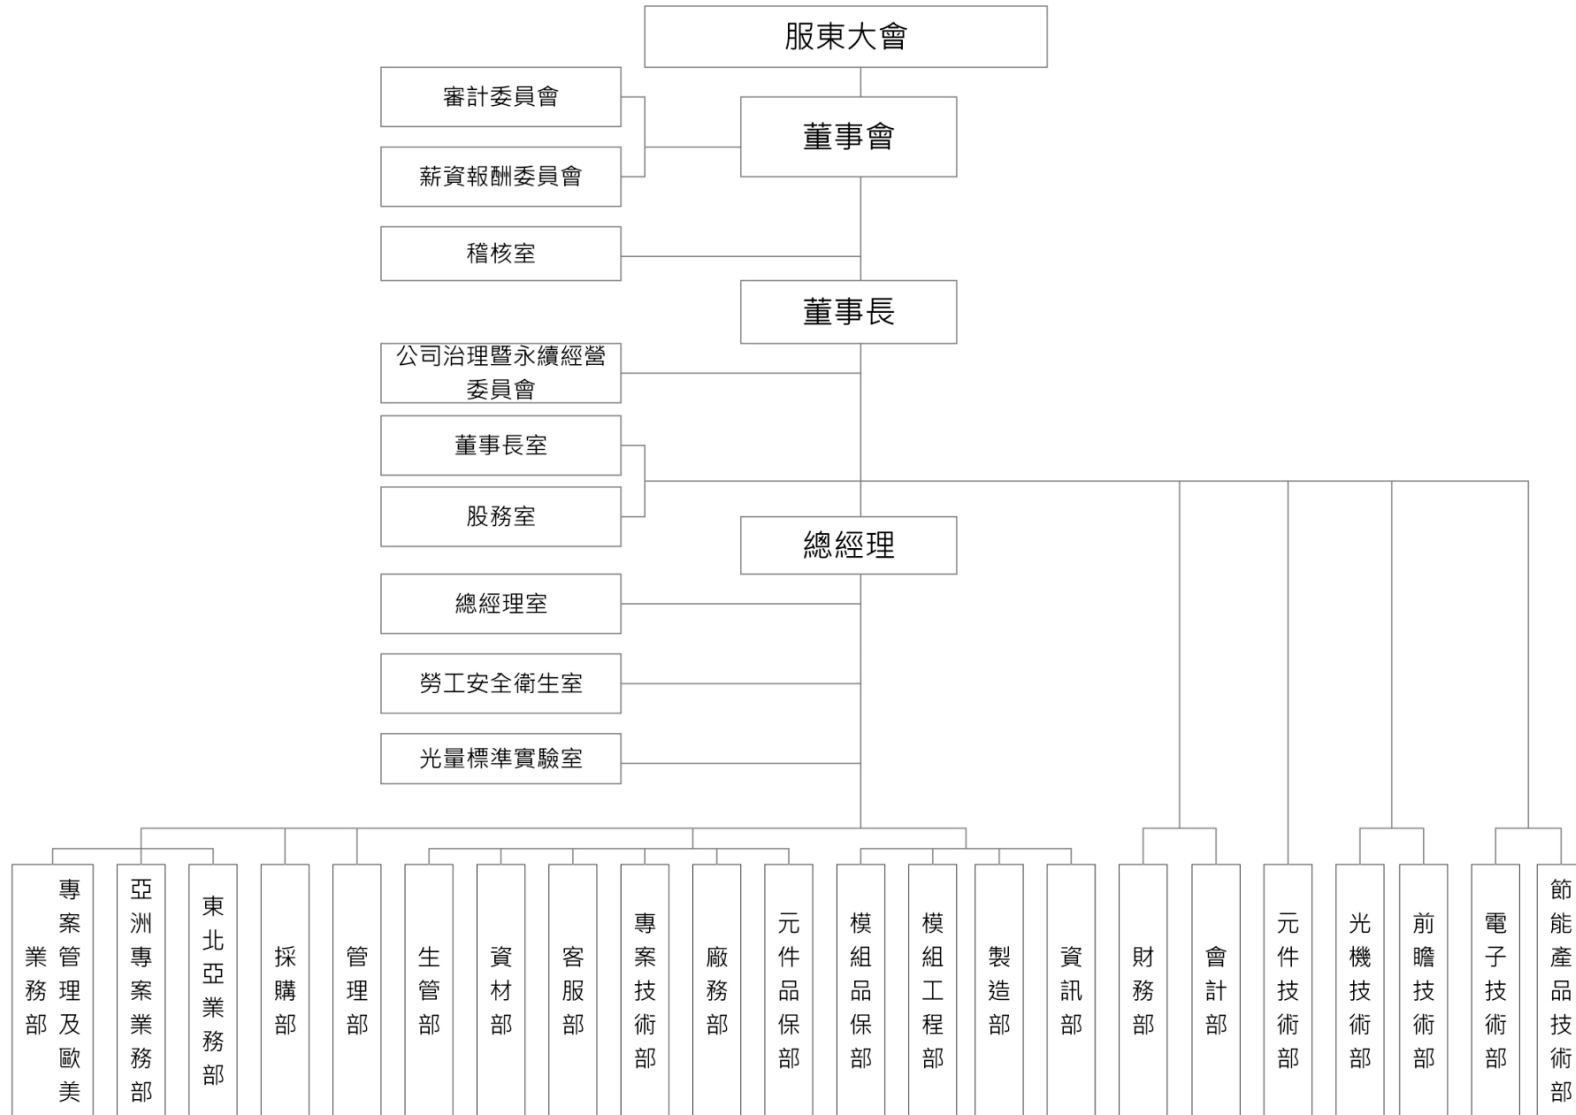 服東大會
審計委員會
董事會
薪資報酬委員會
稽核室
董事長
公司治理暨永續經營
委員會
董事長室
股務室
總經理
總經理室
勞工安全衛生室
光量標準實驗室
專案管理及歐美
業務部
亞洲專案業務部
東北亞業務部
採購部
管理部
生管部
資材部
客服部
專案技術部
廠務部
元件品保部
模組品保部
模組工程部
製造部
資訊部
財務部
會計部
元件技術部
光機技術部
前瞻技術部
電子技術部
節能產品技術部